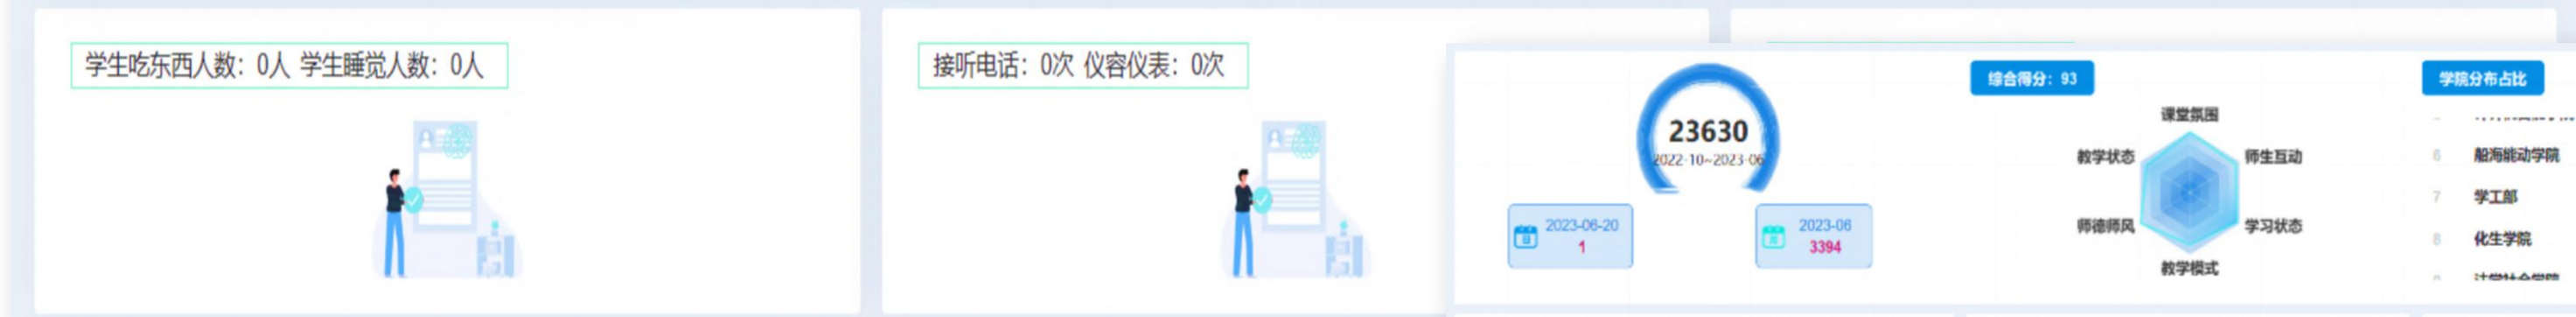 学生吃东西人数：0人 学生睡觉人数：0人
接听电话：0次 仪容仪表：0次
23630
2022-10~2023-06
2023-06-20
1
2023-06
3394
综合得分：93
课堂氛围
教学状态
师生互动
师德师风
学习状态
教学模式
学院分布占比
6 船海能动学院
7 学工部
8 化生学院